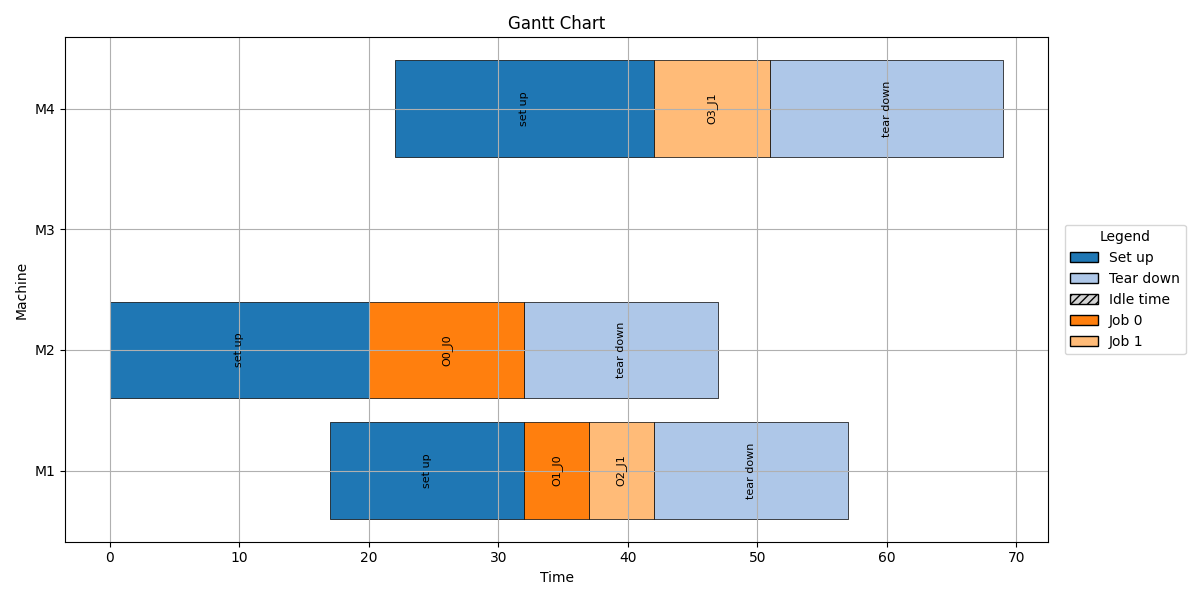 Gantt Chart
Machine
M4
set up
O3_J1
tear down
M3
M2
set up
O0_J0
tear down
M1
set up
O1_J0
O2_J1
tear down
0 10 20 30 40 50 60 70
Time
Legend
Set up
Tear down
Idle time
Job 0
Job 1